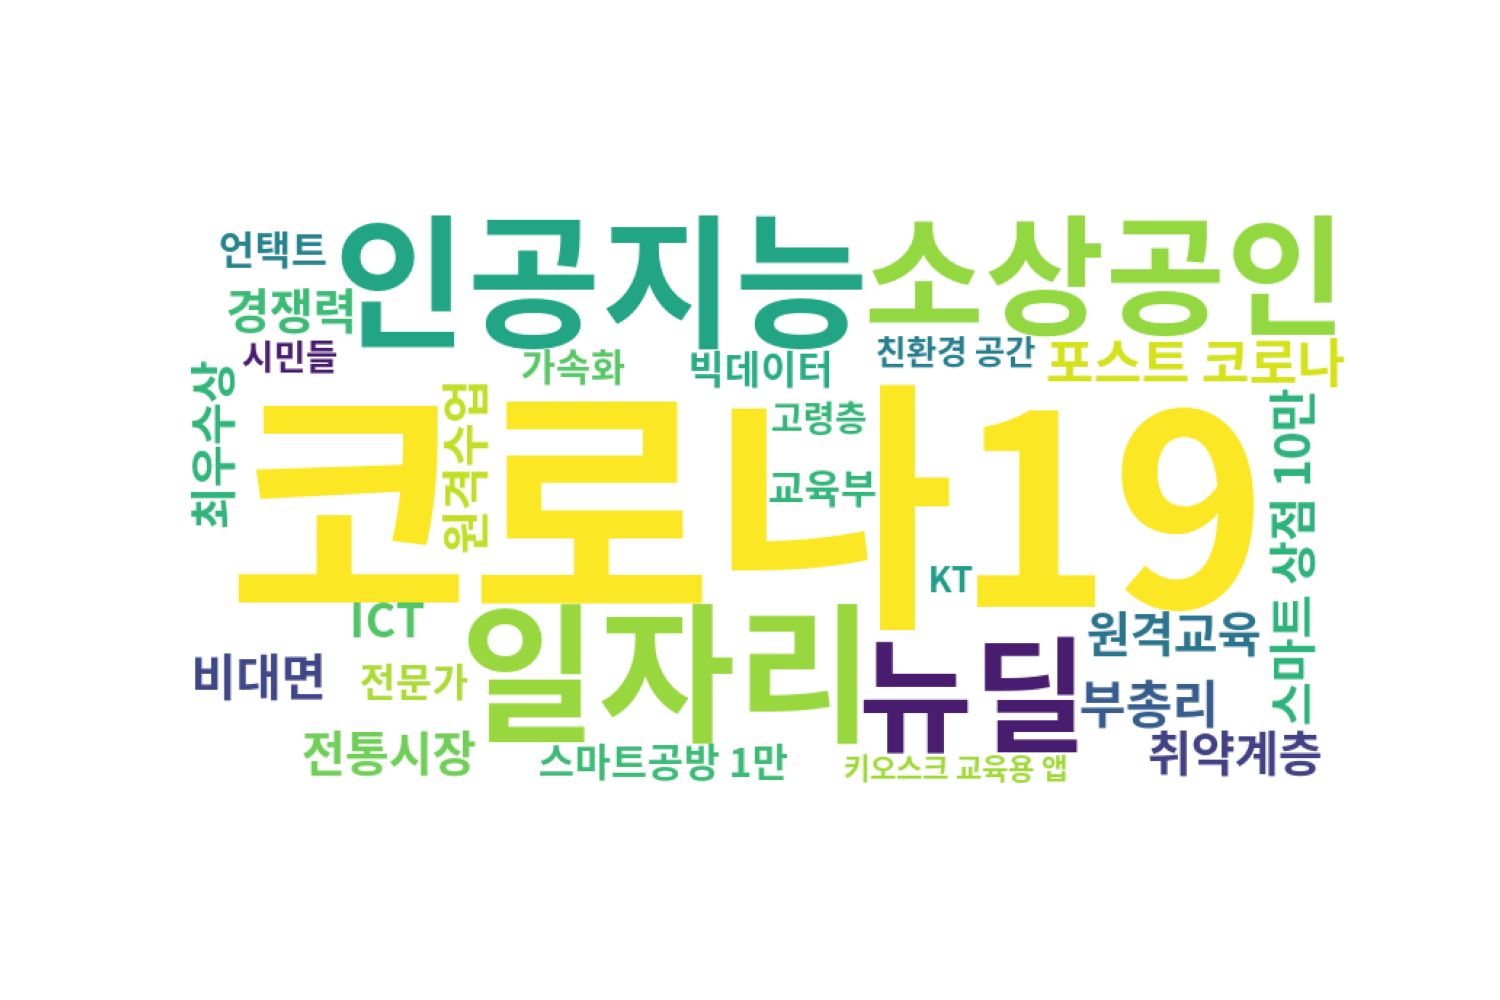 언택트
인공지능
소상공인
경쟁력
시민들
가속화
빅데이터
친환경 공간
포스트 코로나
최우수상
코로나19
원격수업
고령층
교육부
스마트 상점 10만
KT
ICT
일자리
뉴딜
원격교육
비대면
전문가
부총리
전통시장
스마트공방 1만
키오스크 교육용 앱
취약계층